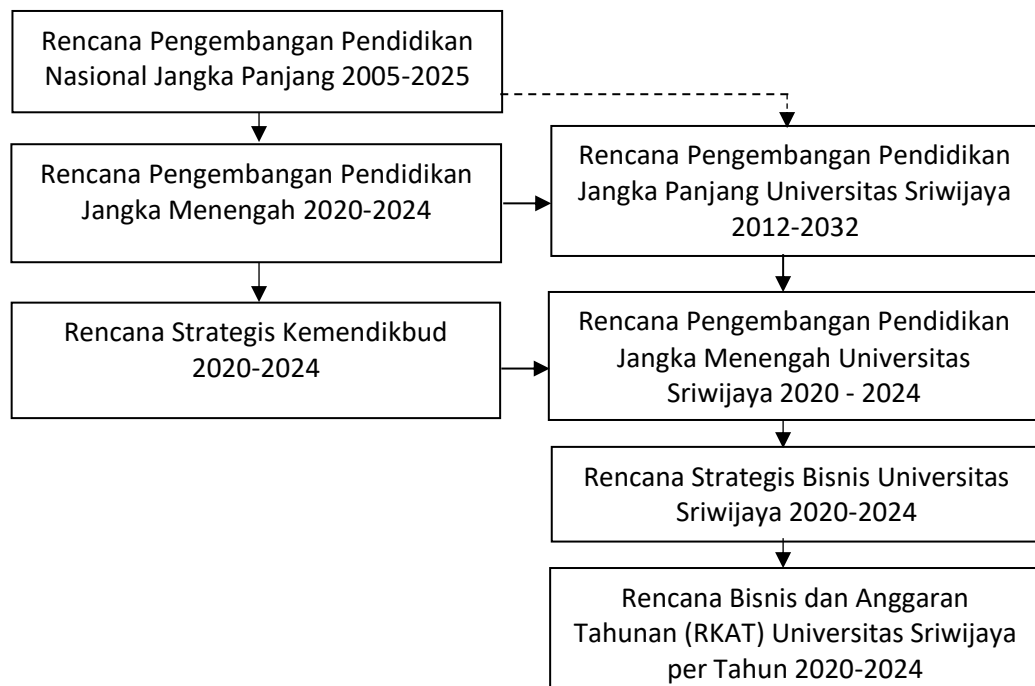 Rencana Pengembangan Pendidikan
Nasional Jangka Panjang 2005-2025
Rencana Pengembangan Pendidikan
Jangka Menengah 2020-2024
Rencana Strategis Kemendikbud
2020-2024
Rencana Pengembangan Pendidikan
Jangka Panjang Universitas Sriwijaya
2012-2032
Rencana Pengembangan Pendidikan
Jangka Menengah Universitas
Sriwijaya 2020 - 2024
Rencana Strategis Bisnis Universitas
Sriwijaya 2020-2024
Rencana Bisnis dan Anggaran
Tahunan (RKAT) Universitas Sriwijaya
per Tahun 2020-2024